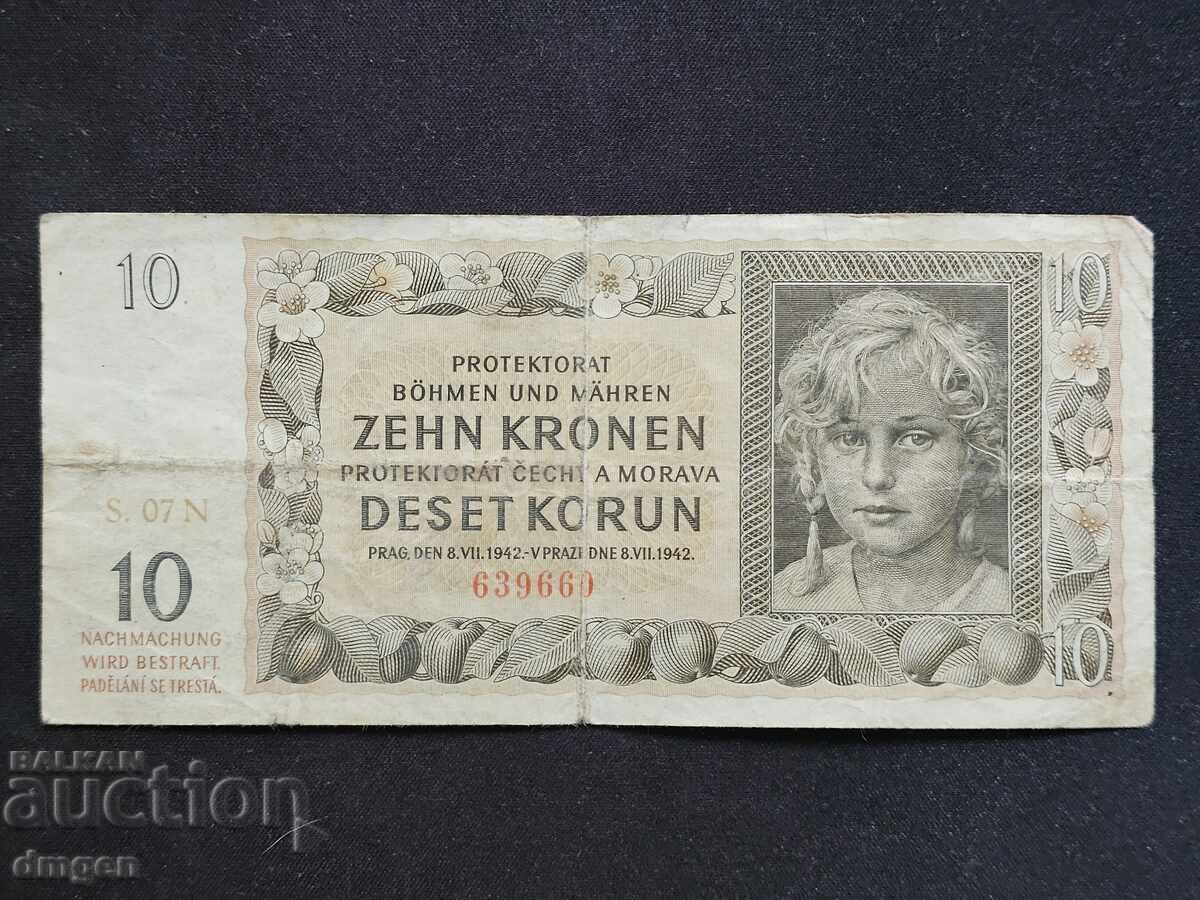 10
10
PROTEKTORAT
BÖHMEN UND MÄHREN
ZEHN KRONEN
PROTEKTORÁT ČECHY A MORAVA
S. 07 N
DESET KORUN
PRAG, DEN 8. VII. 1942.-V PRAZE DNE 8. VII. 1942.
10
639660
NACHMACHUNG
WIRD BESTRAFT.
PADĚLÁNÍ SE TRESTÁ.
10
BALKAN
auction
dmgen